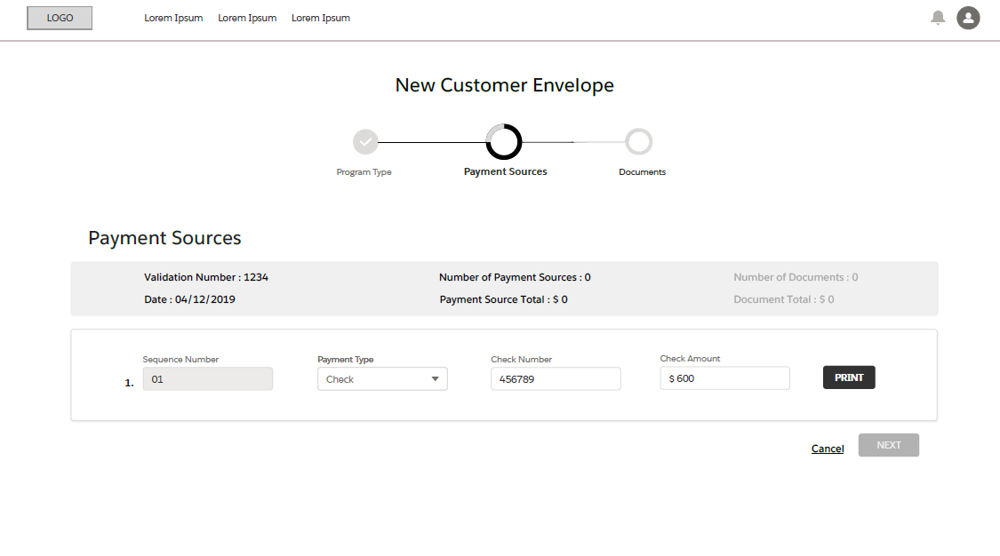 LOGO Lorem Ipsum Lorem Ipsum Lorem Ipsum
New Customer Envelope
Program Type Payment Sources Documents
Payment Sources
Validation Number : 1234 Number of Payment Sources : 0 Number of Documents : 0
Date : 04/12/2019 Payment Source Total : $ 0 Document Total : $ 0
Sequence Number Payment Type Check Number Check Amount
1. 01 Check 456789 $ 600 PRINT
Cancel NEXT